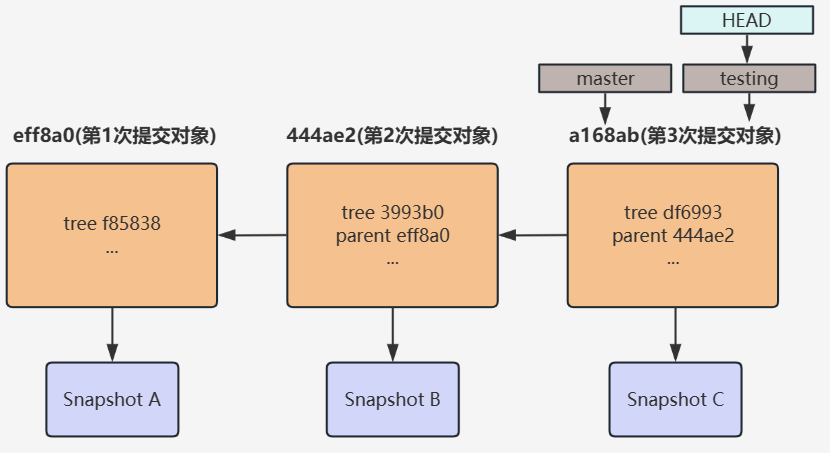 HEAD
master
testing
eff8a0(第1次提交对象)
444ae2(第2次提交对象)
a168ab(第3次提交对象)
tree f85838
...
tree 3993b0
parent eff8a0
...
tree df6993
parent 444ae2
...
Snapshot A
Snapshot B
Snapshot C